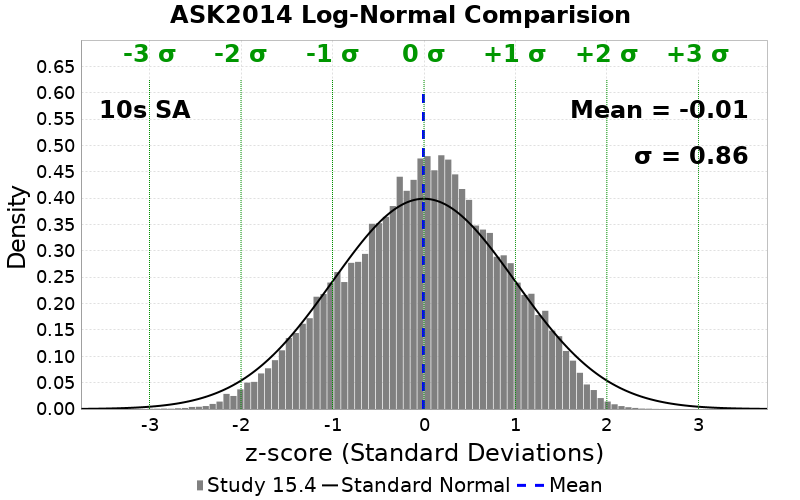 ASK2014 Log-Normal Comparision
-3 σ -2 σ -1 σ 0 σ +1 σ +2 σ +3 σ
10s SA
Mean = -0.01
σ = 0.86
Density
0.65
0.60
0.55
0.50
0.45
0.40
0.35
0.30
0.25
0.20
0.15
0.10
0.05
0.00
-3 -2 -1 0 1 2 3
z-score (Standard Deviations)
Study 15.4 Standard Normal Mean